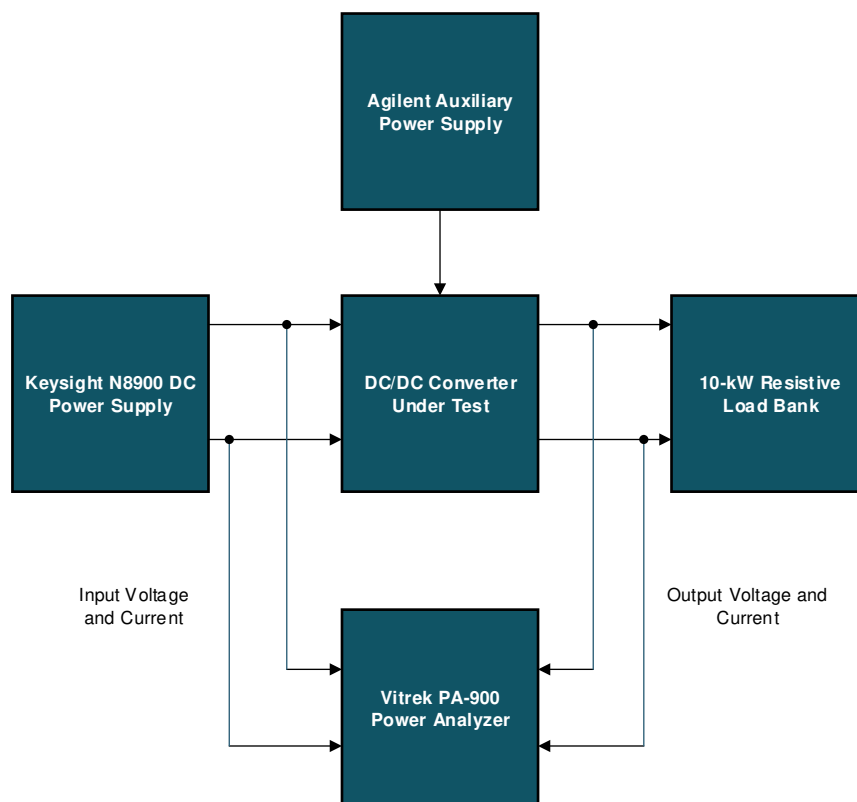 Agilent Auxiliary
Power Supply
Keysight N8900 DC
Power Supply
DC/DC Converter
Under Test
10-kW Resistive
Load Bank
Input Voltage
and Current
Output Voltage and
Current
Vitrek PA-900
Power Analyzer